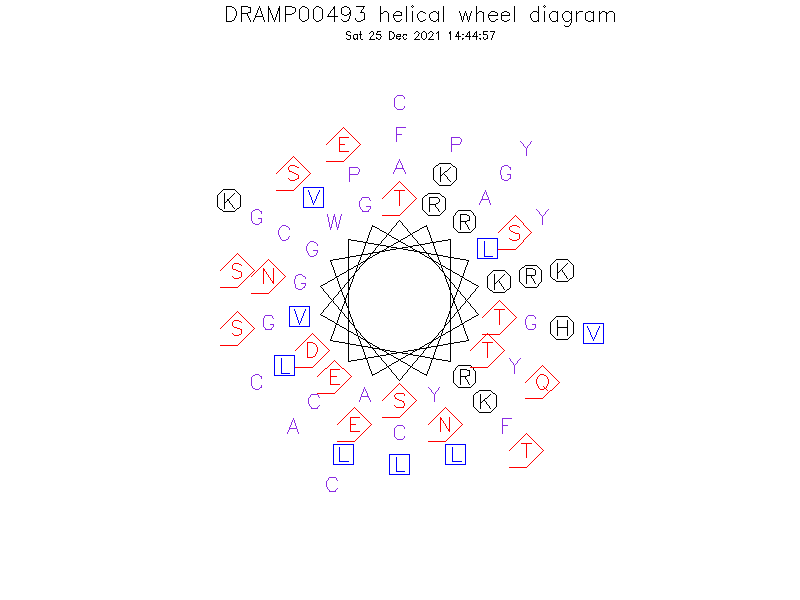 DRAMP00493 helical wheel diagram
Sat 25 Dec 2021 14:44:57
C
E F P Y
S P A K G
K V G T R A Y
G C W R S
G L
S N G K R K
S G V T G H V
L D T Y
C E R Q
C A S Y K
A E C N F
L L L T
C